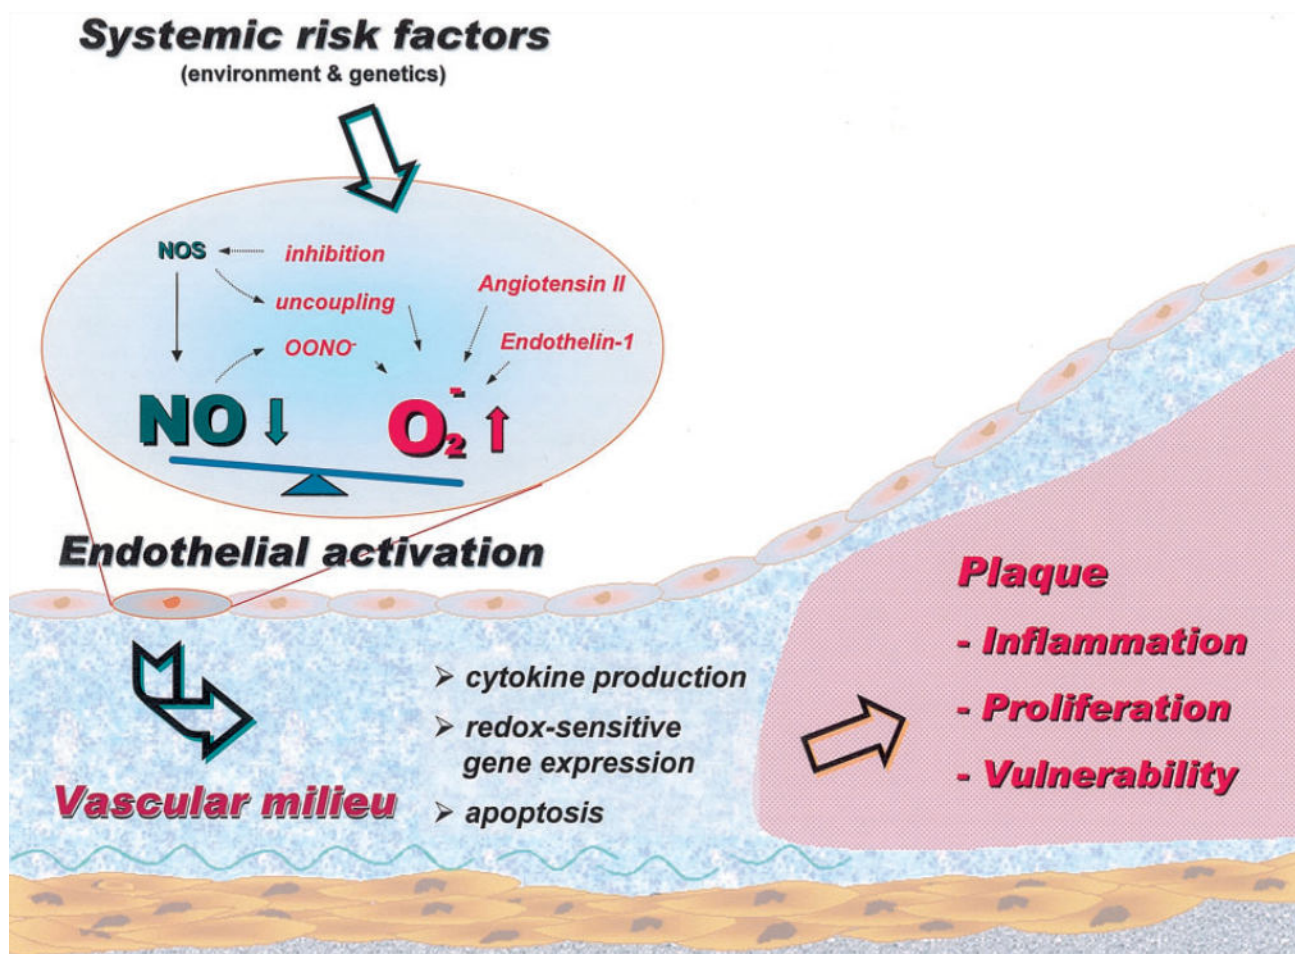 Systemic risk factors
(environment & genetics)
NOS
inhibition
uncoupling
Angiotensin II
OONO-
Endothelin-1
NO ↓
O2- ↑
Endothelial activation
Plaque
- Inflammation
- Proliferation
- Vulnerability
➢ cytokine production
➢ redox-sensitive
gene expression
➢ apoptosis
Vascular milieu